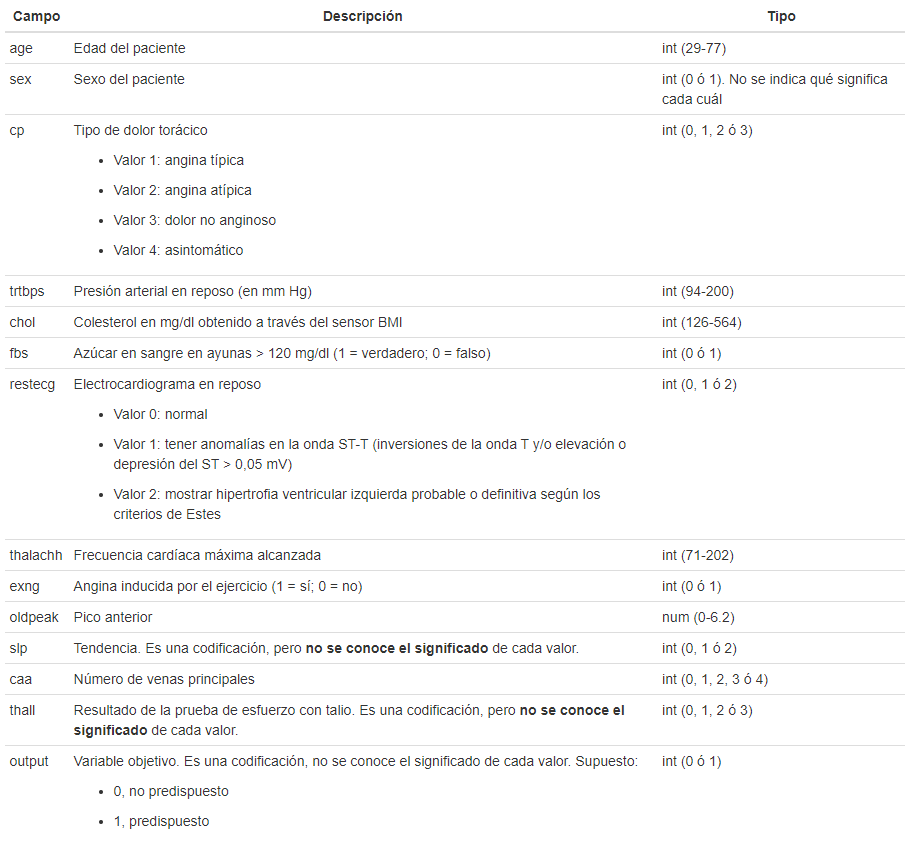 Campo Descripción Tipo
age Edad del paciente int (29-77)
sex Sexo del paciente int (0 ó 1). No se indica qué significa
cada cuál
cp Tipo de dolor torácico int (0, 1, 2 ó 3)
• Valor 1: angina típica
• Valor 2: angina atípica
• Valor 3: dolor no anginoso
• Valor 4: asintomático
trtbps Presión arterial en reposo (en mm Hg) int (94-200)
chol Colesterol en mg/dl obtenido a través del sensor BMI int (126-564)
fbs Azúcar en sangre en ayunas > 120 mg/dl (1 = verdadero; 0 = falso) int (0 ó 1)
restecg Electrocardiograma en reposo int (0, 1 ó 2)
• Valor 0: normal
• Valor 1: tener anomalías en la onda ST-T (inversiones de la onda T y/o elevación o
depresión del ST > 0,05 mV)
• Valor 2: mostrar hipertrofia ventricular izquierda probable o definitiva según los
criterios de Estes
thalachh Frecuencia cardíaca máxima alcanzada int (71-202)
exng Angina inducida por el ejercicio (1 = sí; 0 = no) int (0 ó 1)
oldpeak Pico anterior num (0-6.2)
slp Tendencia. Es una codificación, pero no se conoce el significado de cada valor. int (0, 1 ó 2)
caa Número de venas principales int (0, 1, 2, 3 ó 4)
thall Resultado de la prueba de esfuerzo con talio. Es una codificación, pero no se conoce el int (0, 1, 2 ó 3)
significado de cada valor.
output Variable objetivo. Es una codificación, no se conoce el significado de cada valor. Supuesto: int (0 ó 1)
• 0, no predispuesto
• 1, predispuesto